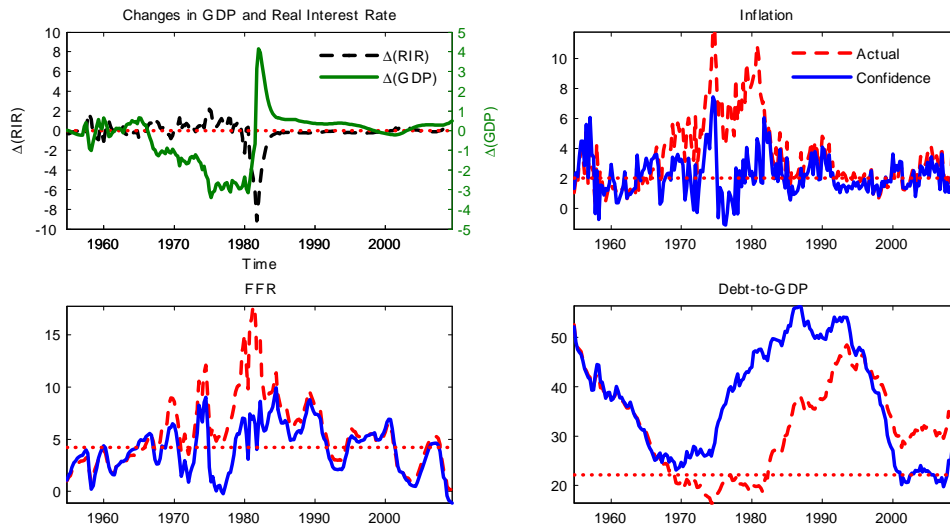 Changes in GDP and Real Interest Rate
10
8
6
4
2
0
-2
-4
-6
-8
-10
Δ(RIR)
Δ(RIR)
Δ(GDP)
5
4
3
2
1
0
-1
-2
-3
-4
-5
Δ(GDP)
1960 1970 1980 1990 2000
Time
Inflation
10
8
6
4
2
0
Actual
Confidence
1960 1970 1980 1990 2000
FFR
15
10
5
0
1960 1970 1980 1990 2000
Debt-to-GDP
50
40
30
20
1960 1970 1980 1990 2000